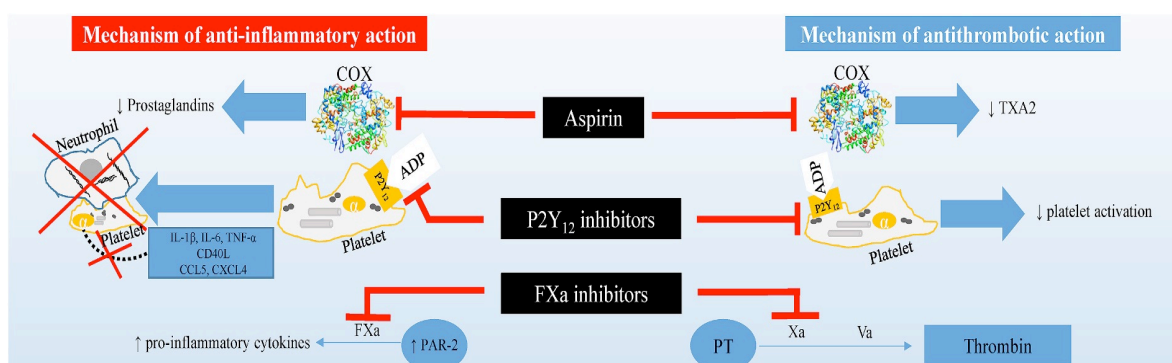 Mechanism of anti-inflammatory action
Mechanism of antithrombotic action
COX
COX
↓ Prostaglandins
Aspirin
↓ TXA2
Neutrophil
ADP
P2Y12
α
Platelet
α
Platelet
IL-1β, IL-6, TNF-α
CD40L
CCL5, CXCL4
P2Y12 inhibitors
ADP
P2Y12
α
Platelet
↓ platelet activation
FXa inhibitors
FXa
↑ pro-inflammatory cytokines
↑ PAR-2
Xa
Va
PT
Thrombin